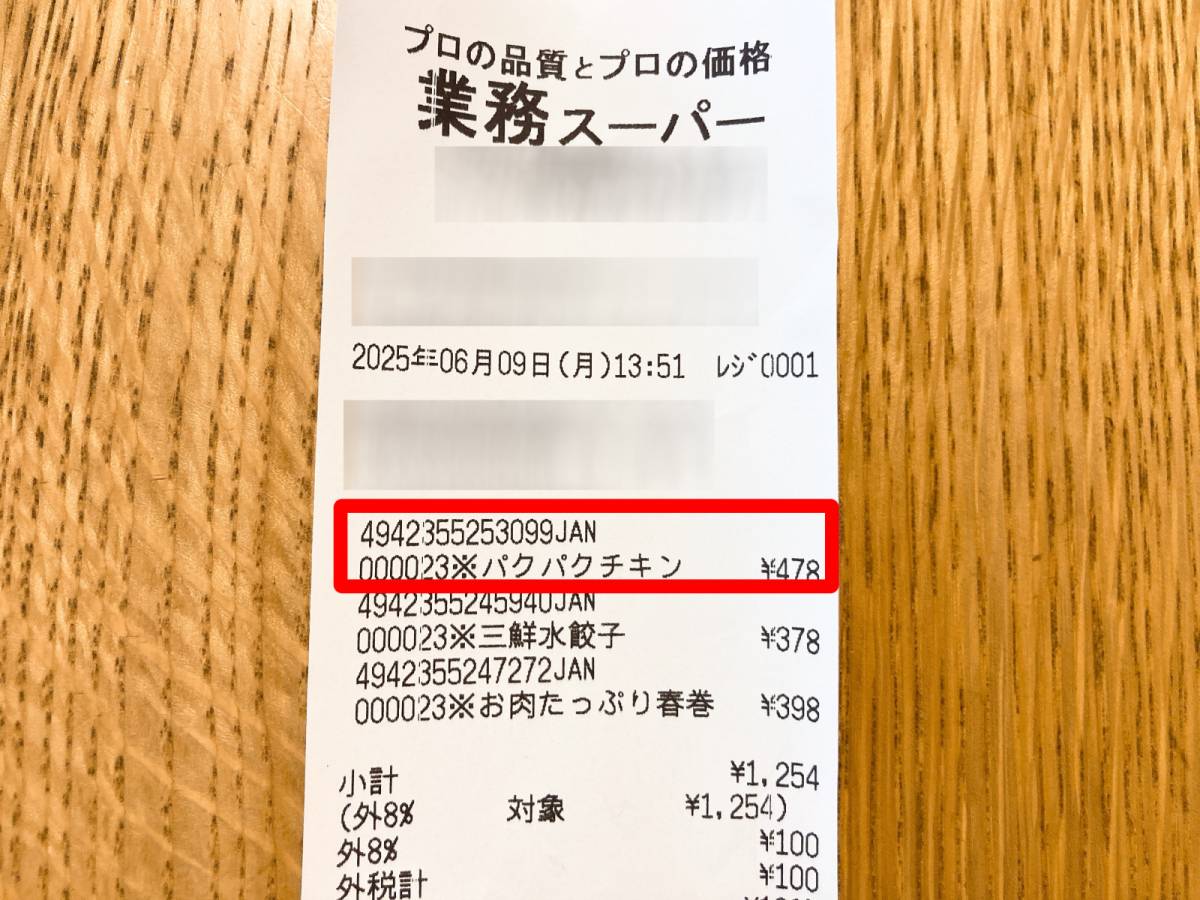 プロの品質とプロの価格
業務スーパー
2025年06月09日(月)13:51 レジ0001
4942355253099JAN
000023※パクパクチキン ¥478
4942355245940JAN
000023※三鮮水餃子 ¥378
4942355247272JAN
000023※お肉たっぷり春巻 ¥398
小計 ¥1,254
(外8% 対象 ¥1,254)
外8% ¥100
外税計 ¥100